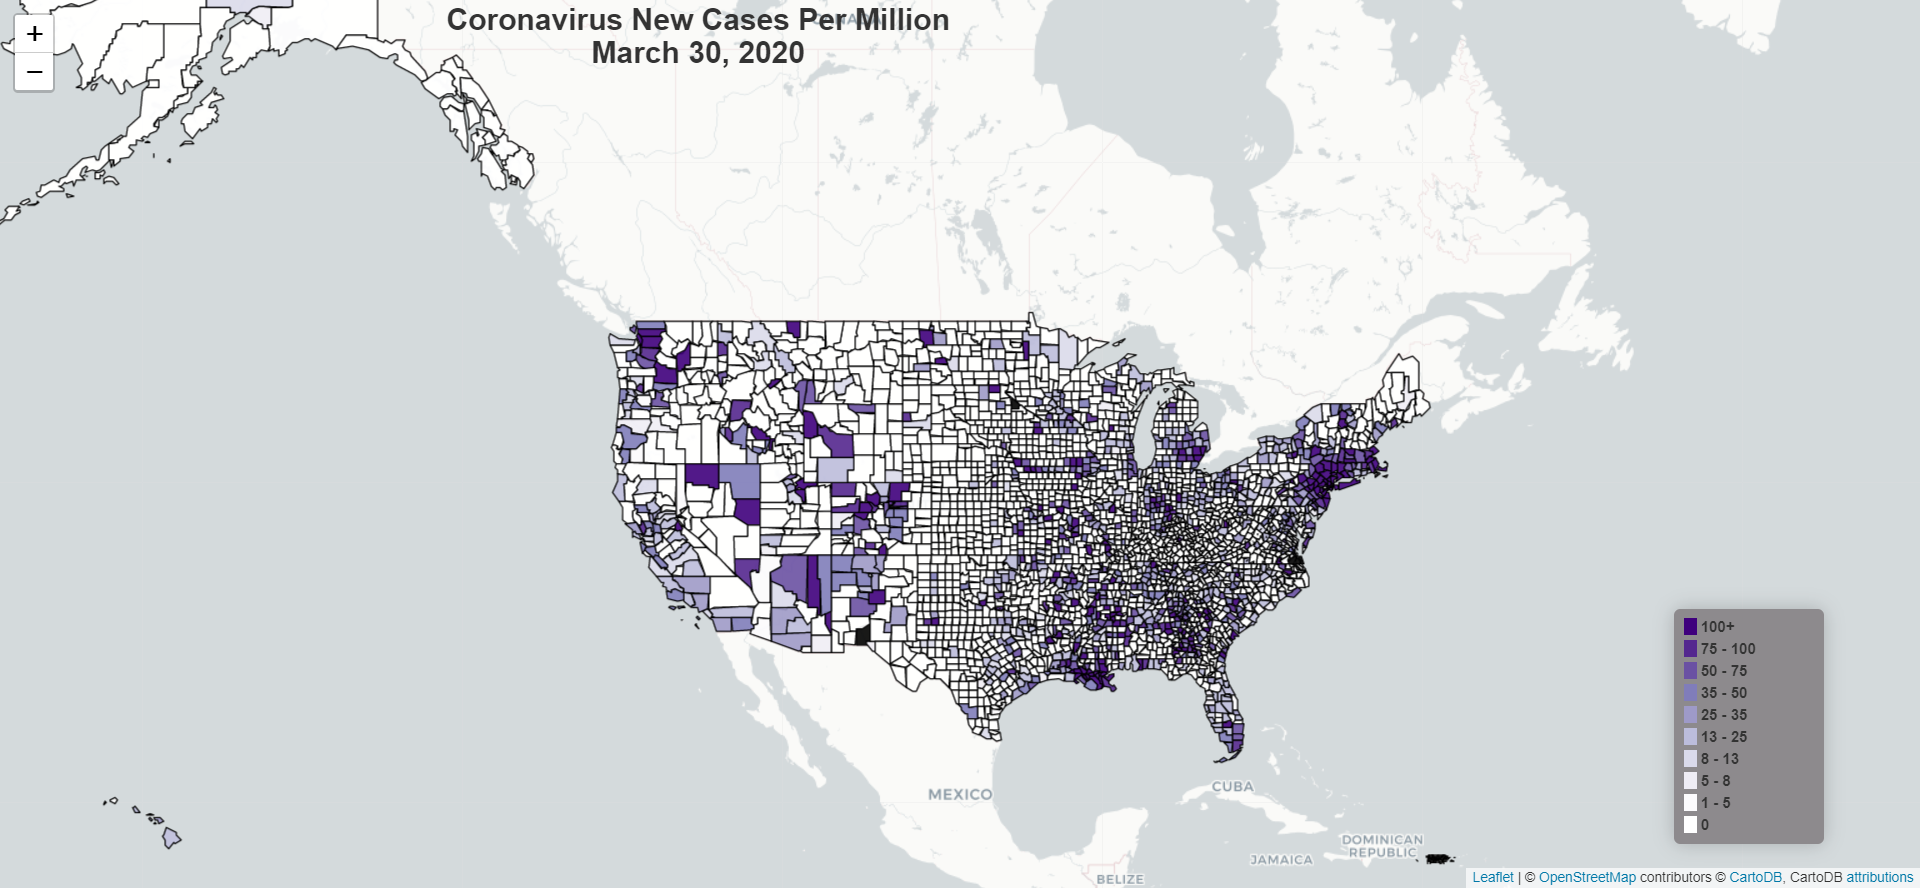 Coronavirus New Cases Per Million
March 30, 2020
CANADA
+
−
100+
75 - 100
50 - 75
35 - 50
25 - 35
13 - 25
8 - 13
5 - 8
1 - 5
0
MEXICO
CUBA
DOMINICAN
REPUBLIC
JAMAICA
BELIZE
Leaflet | © OpenStreetMap contributors © CartoDB, CartoDB attributions